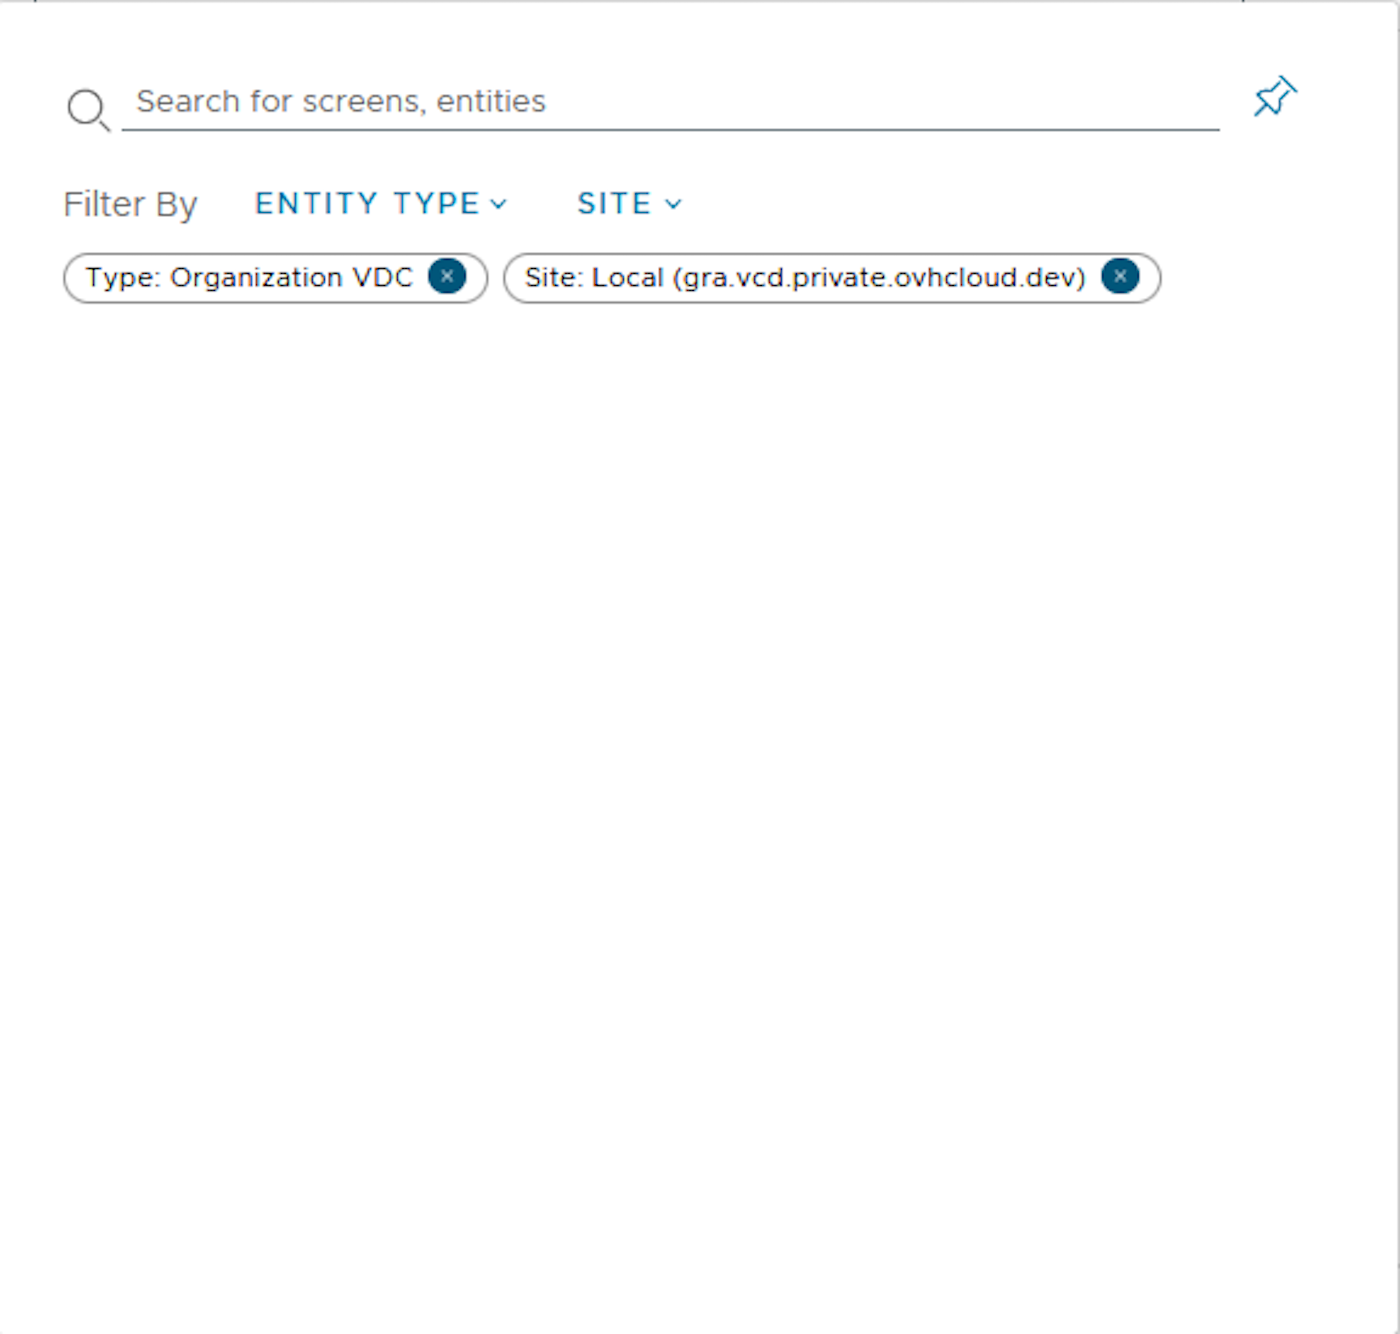 Search for screens, entities
Filter By ENTITY TYPE SITE
Type: Organization VDC Site: Local (gra.vcd.private.ovhcloud.dev)